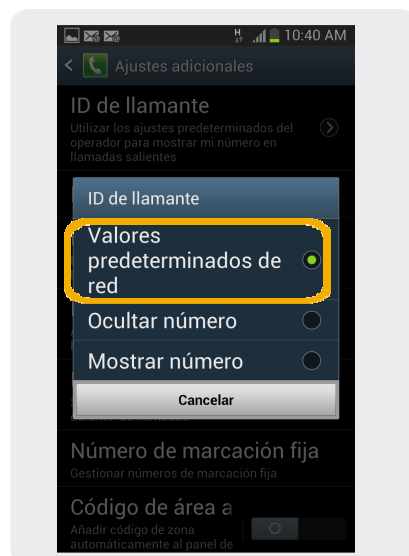 H 10:40 AM
< Ajustes adicionales
ID de llamante
Utilizar los ajustes predeterminados del
operador para mostrar mi número en
llamadas salientes
ID de llamante
Valores
predeterminados de
red
Ocultar número
Mostrar número
Cancelar
Número de marcación fija
Gestionar números de marcación fija
Código de área a
Añadir código de zona
automáticamente al panel de